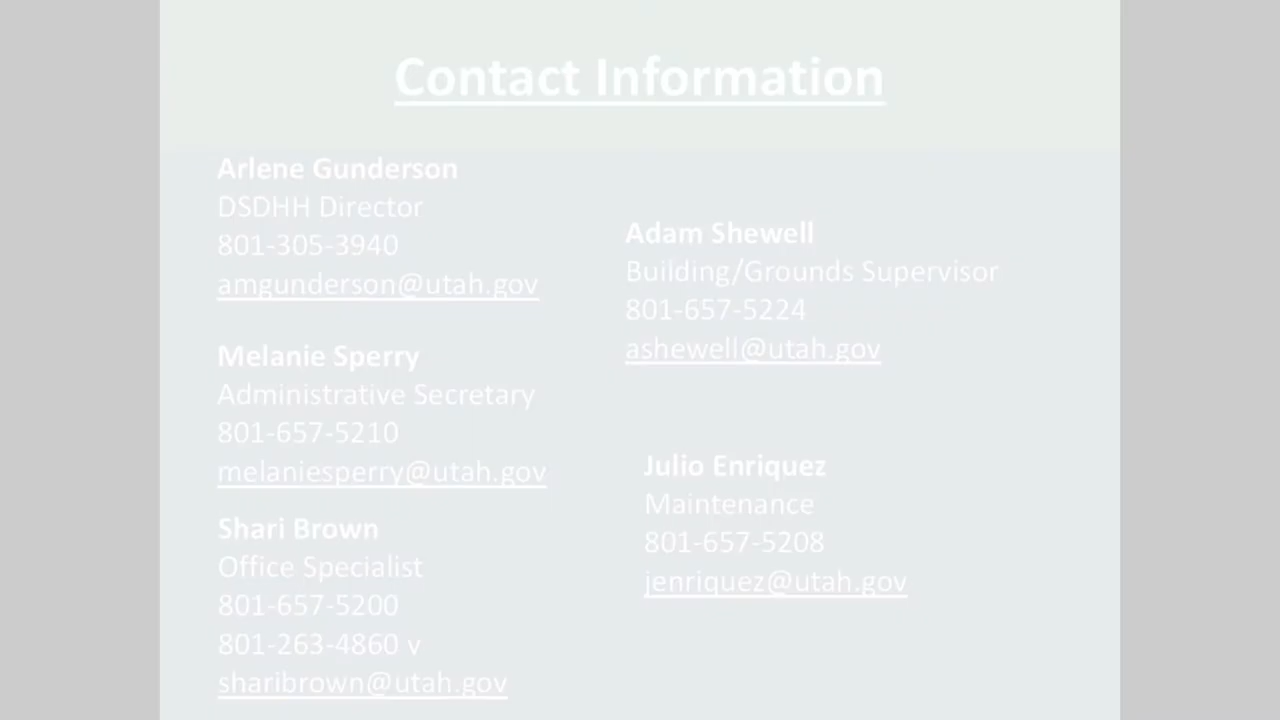 Contact Information
Arlene Gunderson
DSDHH Director
801-305-3940
amgunderson@utah.gov
Melanie Sperry
Administrative Secretary
801-657-5210
melaniesperry@utah.gov
Shari Brown
Office Specialist
801-657-5200
801-263-4860 v
sharibrown@utah.gov
Adam Shewell
Building/Grounds Supervisor
801-657-5224
ashewell@utah.gov
Julio Enriquez
Maintenance
801-657-5208
jenriquez@utah.gov